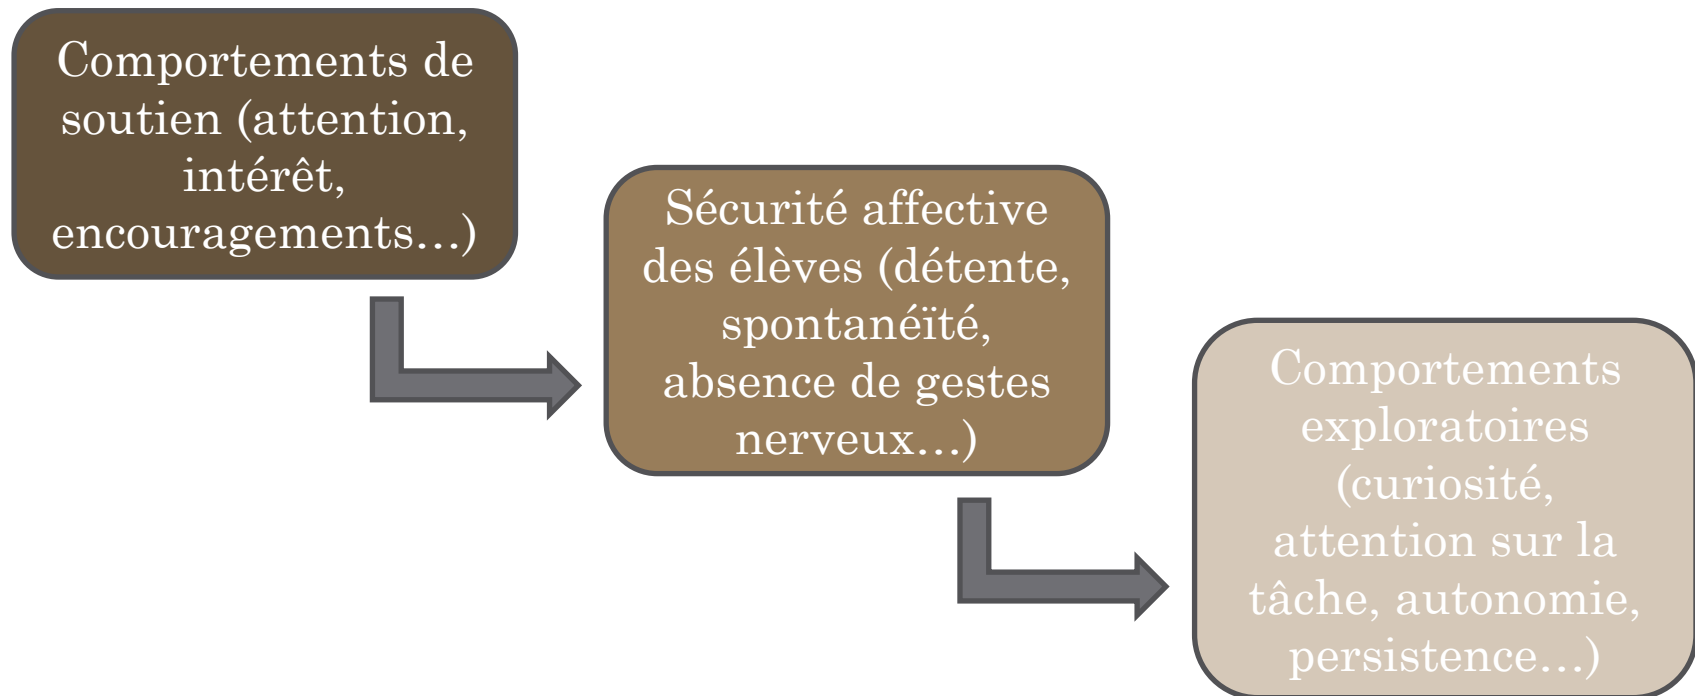 Comportements de
soutien (attention,
intérêt,
encouragements…)
Sécurité affective
des élèves (détente,
spontanéïté,
absence de gestes
nerveux…)
Comportements
exploratoires
(curiosité,
attention sur la
tâche, autonomie,
persistence…)